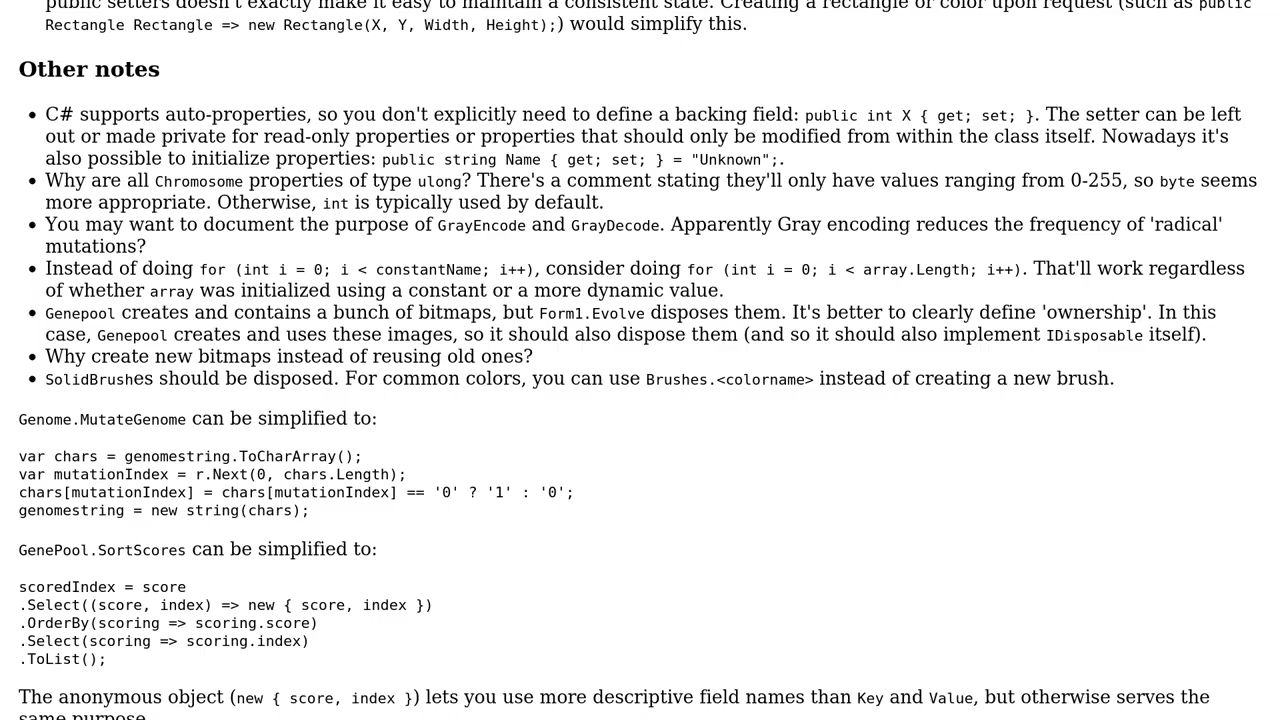 public setters doesn't exactly make it easy to maintain a consistent state. Creating a rectangle or color upon request (such as public
Rectangle Rectangle => new Rectangle(X, Y, Width, Height);) would simplify this.
Other notes
• C# supports auto-properties, so you don't explicitly need to define a backing field: public int X { get; set; }. The setter can be left
out or made private for read-only properties or properties that should only be modified from within the class itself. Nowadays it's
also possible to initialize properties: public string Name { get; set; } = "Unknown";.
• Why are all Chromosome properties of type ulong? There's a comment stating they'll only have values ranging from 0-255, so byte seems
more appropriate. Otherwise, int is typically used by default.
• You may want to document the purpose of GrayEncode and GrayDecode. Apparently Gray encoding reduces the frequency of 'radical'
mutations?
• Instead of doing for (int i = 0; i < constantName; i++), consider doing for (int i = 0; i < array.Length; i++). That'll work regardless
of whether array was initialized using a constant or a more dynamic value.
• Genepool creates and contains a bunch of bitmaps, but Form1.Evolve disposes them. It's better to clearly define 'ownership'. In this
case, Genepool creates and uses these images, so it should also dispose them (and so it should also implement IDisposable itself).
• Why create new bitmaps instead of reusing old ones?
• SolidBrushes should be disposed. For common colors, you can use Brushes.<colorname> instead of creating a new brush.
Genome.MutateGenome can be simplified to:
var chars = genomestring.ToCharArray();
var mutationIndex = r.Next(0, chars.Length);
chars[mutationIndex] = chars[mutationIndex] == '0' ? '1' : '0';
genomestring = new string(chars);
GenePool.SortScores can be simplified to:
scoredIndex = score
.Select((score, index) => new { score, index })
.OrderBy(scoring => scoring.score)
.Select(scoring => scoring.index)
.ToList();
The anonymous object (new { score, index }) lets you use more descriptive field names than Key and Value, but otherwise serves the
same purpose.